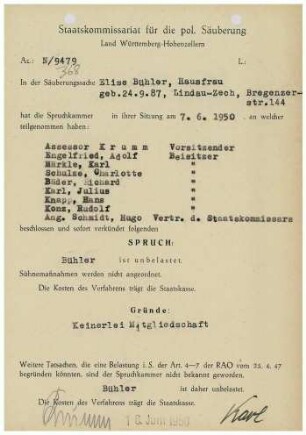 Staatskommissariat für die pol. Säuberung
Land Württemberg-Hohenzollern
Az.: N/9479 L.:
In der Säuberungssache: Elise Bühler, Hausfrau
geb.24.9.87, Lindau-Zech, Bregenzer-
str.144
hat die Spruchkammer in ihrer Sitzung am 7.6.1950 an welcher
teilgenommen haben:
Assessor Krumm Vorsitzender
Engelfried, Adolf Beisitzer
Märkle, Karl "
Schulze, Charlotte "
Bäder, Richard "
Karl, Julius "
Knapp, Hans "
Kons, Rudolf "
Ang. Schmidt, Hugo Vertr. d. Staatskommissars
beschlossen und sofort verkündet folgenden
SPRUCH:
Bühler ist unbelastet.
Sühnemaßnahmen werden nicht angeordnet.
Die Kosten des Verfahrens trägt die Staatskasse.
Gründe:
Keinerlei Mitgliedschaft
Weitere Tatsachen, die eine Belastung i.S. der Art. 4-7 der RAO vom 22. 4. 47
begründen könnten, sind der Spruchkammer nicht bekannt geworden.
Bühler ist daher unbelastet.
Die Kosten des Verfahrens trägt die Staatskasse.
16. Juni 1950 Karl